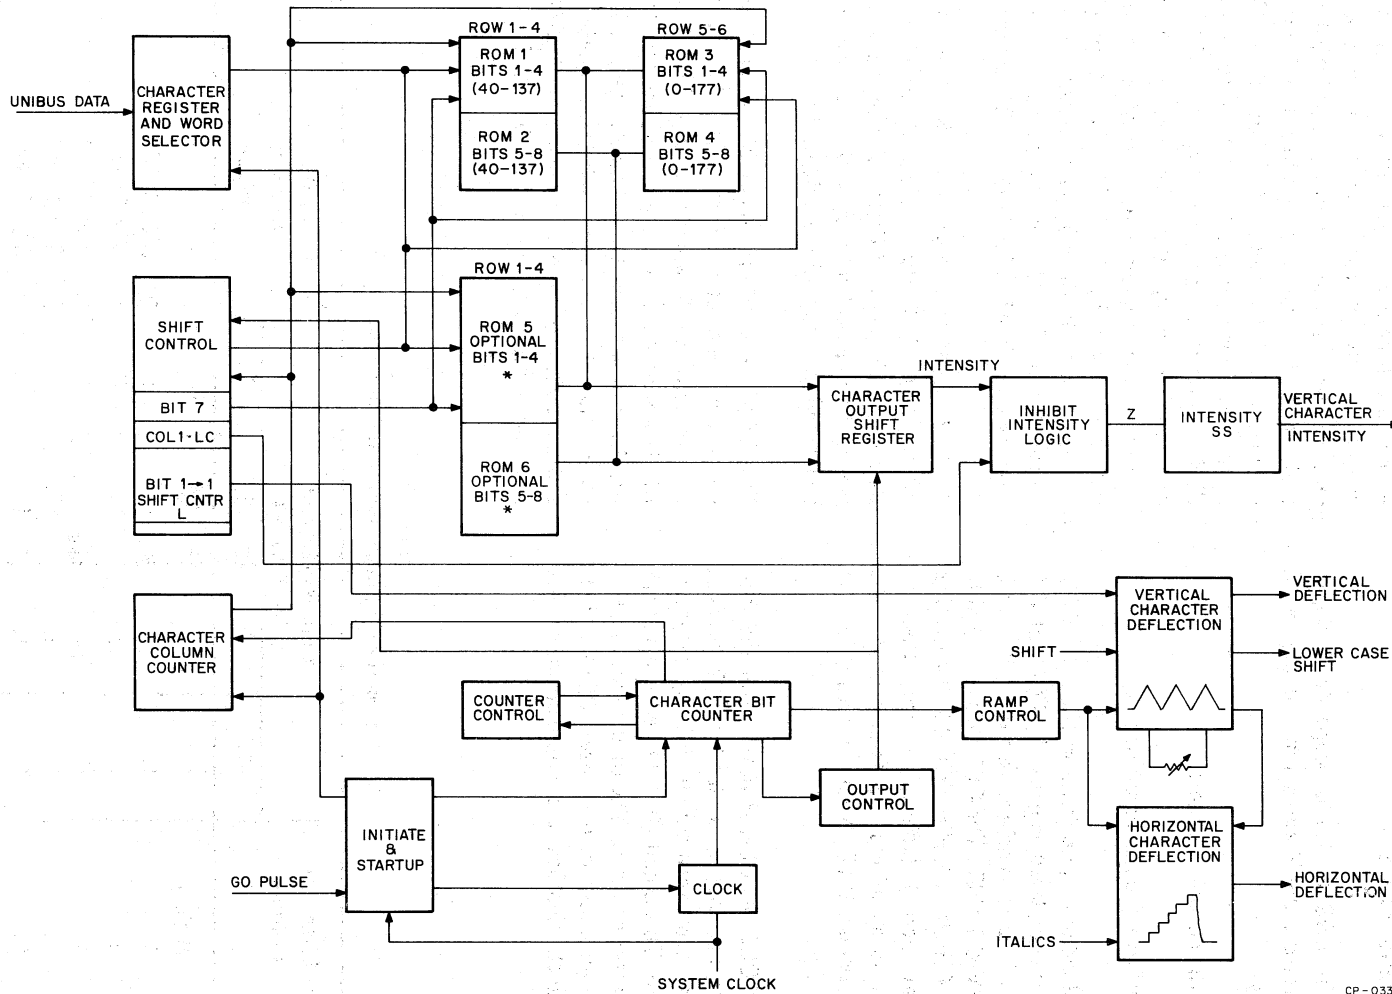 ROW 1-4
ROW 5-6
UNIBUS DATA
CHARACTER
REGISTER
AND WORD
SELECTOR
ROM 1
BITS 1-4
(40-137)
ROM 2
BITS 5-8
(40-137)
ROM 3
BITS 1-4
(0-177)
ROM 4
BITS 5-8
(0-177)
ROW 1-4
SHIFT
CONTROL
BIT 7
COL1·LC
BIT 1→1
SHIFT CNTR
L
ROM 5
OPTIONAL
BITS 1-4
*
ROM 6
OPTIONAL
BITS 5-8
*
CHARACTER
OUTPUT
SHIFT
REGISTER
INTENSITY
INHIBIT
INTENSITY
LOGIC
Z
INTENSITY
SS
VERTICAL
CHARACTER
INTENSITY
CHARACTER
COLUMN
COUNTER
COUNTER
CONTROL
CHARACTER BIT
COUNTER
RAMP
CONTROL
SHIFT
VERTICAL
CHARACTER
DEFLECTION
VERTICAL
DEFLECTION
LOWER CASE
SHIFT
OUTPUT
CONTROL
INITIATE
&
STARTUP
GO PULSE
CLOCK
SYSTEM CLOCK
HORIZONTAL
CHARACTER
DEFLECTION
HORIZONTAL
DEFLECTION
ITALICS
CP-033